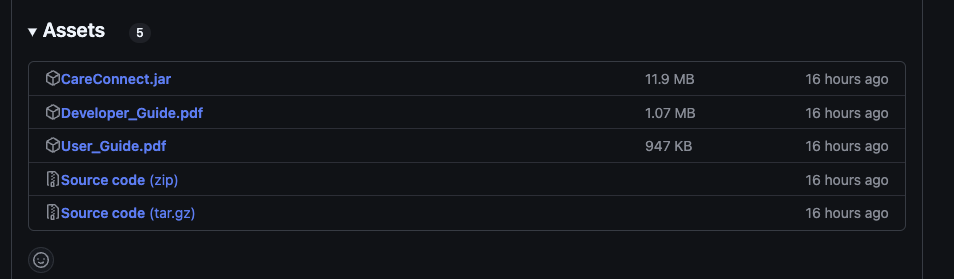 Assets 5
CareConnect.jar 11.9 MB 16 hours ago
Developer_Guide.pdf 1.07 MB 16 hours ago
User_Guide.pdf 947 KB 16 hours ago
Source code (zip) 16 hours ago
Source code (tar.gz) 16 hours ago